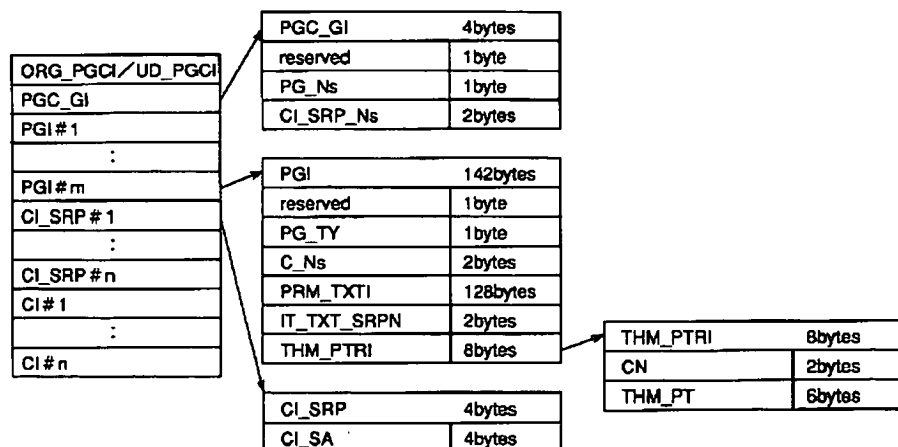 ORG_PGCI/UD_PGCI
PGC_GI
PGI#1
:
PGI#m
CI_SRP#1
:
CI_SRP#n
CI#1
:
CI#n
PGC_GI 4bytes
reserved 1byte
PG_Ns 1byte
CI_SRP_Ns 2bytes
PGI 142bytes
reserved 1byte
PG_TY 1byte
C_Ns 2bytes
PRM_TXTI 128bytes
IT_TXT_SRPN 2bytes
THM_PTRI 8bytes
CI_SRP 4bytes
CI_SA 4bytes
THM_PTRI 8bytes
CN 2bytes
THM_PT 6bytes